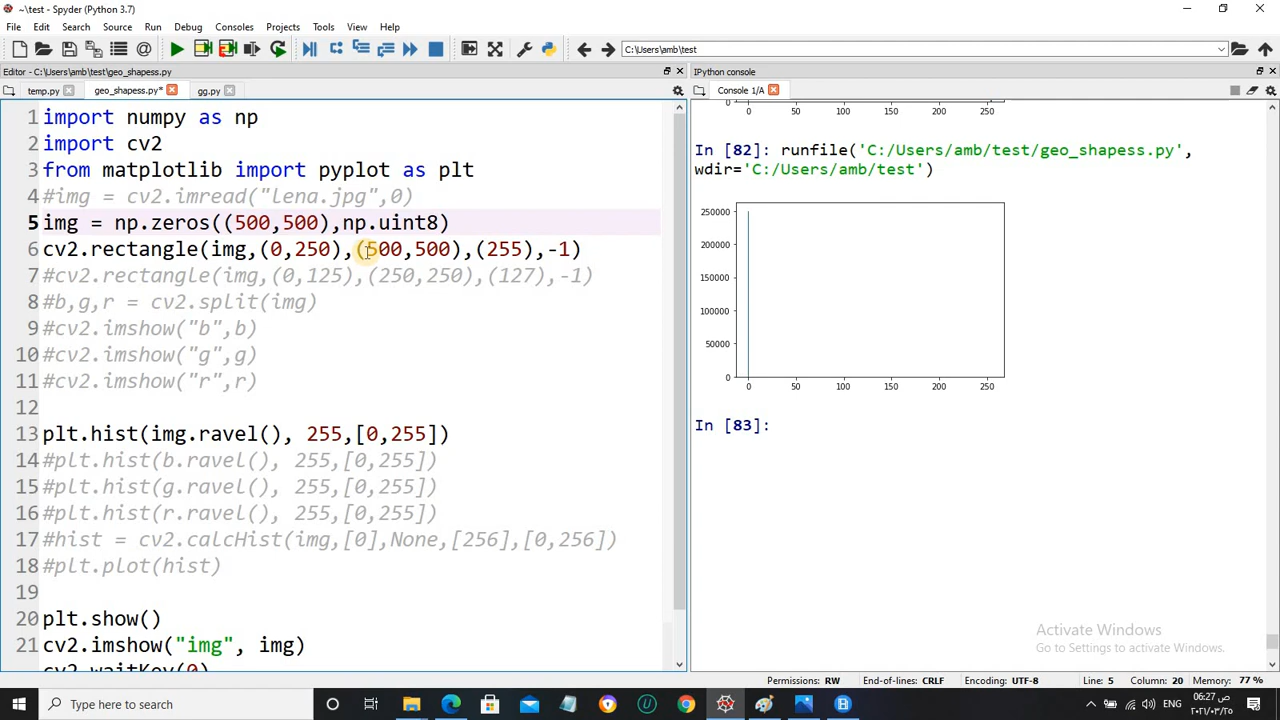 ~\test - Spyder (Python 3.7)
File Edit Search Source Run Debug Consoles Projects Tools View Help
C:\Users\amb\test
Editor - C:\Users\amb\test\geo_shapess.py
IPython console
temp.py geo_shapess.py* gg.py
Console 1/A
1 import numpy as np
2 import cv2
3 from matplotlib import pyplot as plt
4 #img = cv2.imread("lena.jpg",0)
5 img = np.zeros((500,500),np.uint8)
6 cv2.rectangle(img,(0,250),(500,500),(255),-1)
7 #cv2.rectangle(img,(0,125),(250,250),(127),-1)
8 #b,g,r = cv2.split(img)
9 #cv2.imshow("b",b)
10 #cv2.imshow("g",g)
11 #cv2.imshow("r",r)
12
13 plt.hist(img.ravel(), 255,[0,255])
14 #plt.hist(b.ravel(), 255,[0,255])
15 #plt.hist(g.ravel(), 255,[0,255])
16 #plt.hist(r.ravel(), 255,[0,255])
17 #hist = cv2.calcHist(img,[0],None,[256],[0,256])
18 #plt.plot(hist)
19
20 plt.show()
21 cv2.imshow("img", img)
cv2.waitKey(0)
0
0 50 100 150 200 250
In [82]: runfile('C:/Users/amb/test/geo_shapess.py',
wdir='C:/Users/amb/test')
250000
200000
150000
100000
50000
0
0 50 100 150 200 250
In [83]:
Activate Windows
Go to Settings to activate Windows.
Permissions: RW End-of-lines: CRLF Encoding: UTF-8 Line: 5 Column: 20 Memory: 77 %
Type here to search
ENG
06:27 ص